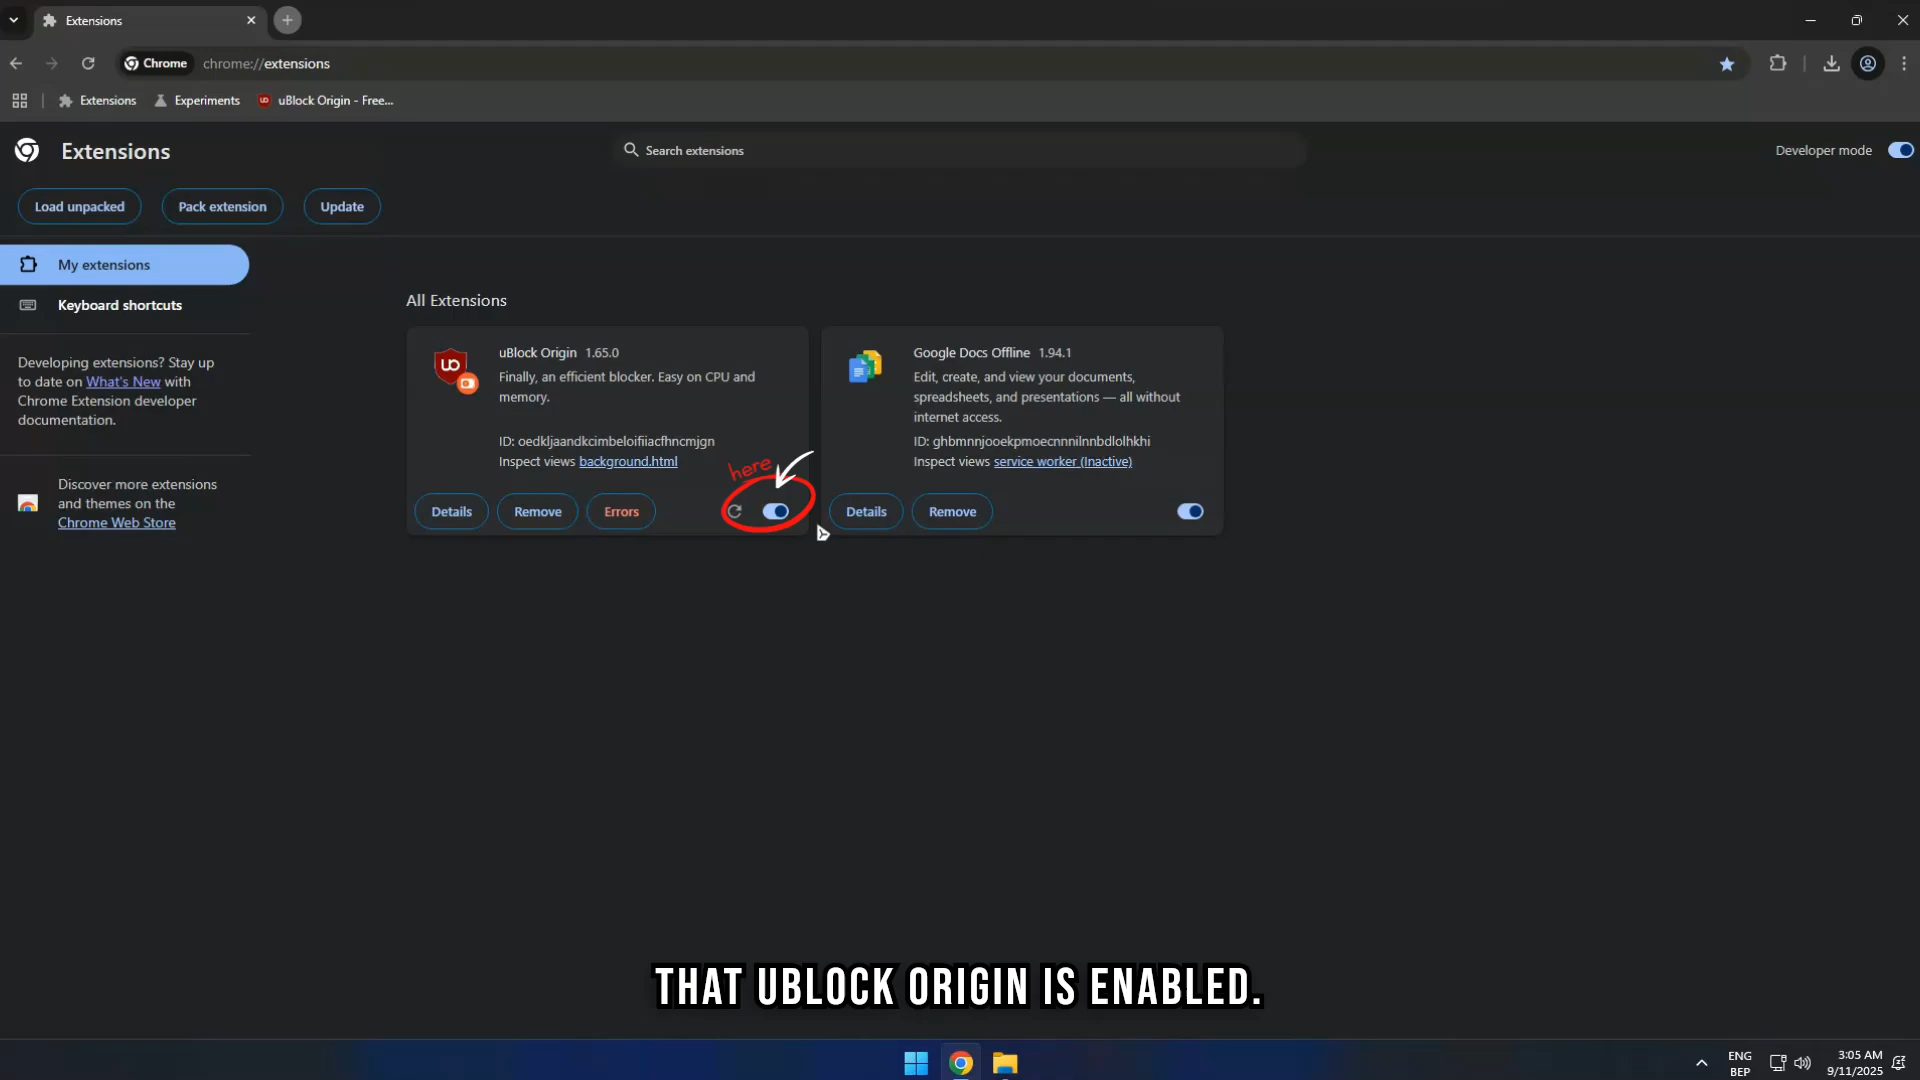 Extensions
Chrome
chrome://extensions
Extensions
Experiments
uBlock Origin - Free...
Extensions
Search extensions
Developer mode
Load unpacked
Pack extension
Update
My extensions
Keyboard shortcuts
Developing extensions? Stay up
to date on What's New with
Chrome Extension developer
documentation.
Discover more extensions
and themes on the
Chrome Web Store
All Extensions
uBlock Origin 1.65.0
Finally, an efficient blocker. Easy on CPU and
memory.
ID: oedkljaandkcimbeloifiiacfhncmjgn
Inspect views background.html
here
Details
Remove
Errors
Google Docs Offline 1.94.1
Edit, create, and view your documents,
spreadsheets, and presentations — all without
internet access.
ID: ghbmnnjooekpmoecnnnilnnbdlolhkhi
Inspect views service worker (Inactive)
Details
Remove
THAT UBLOCK ORIGIN IS ENABLED.
ENG
BEP
3:05 AM
9/11/2025